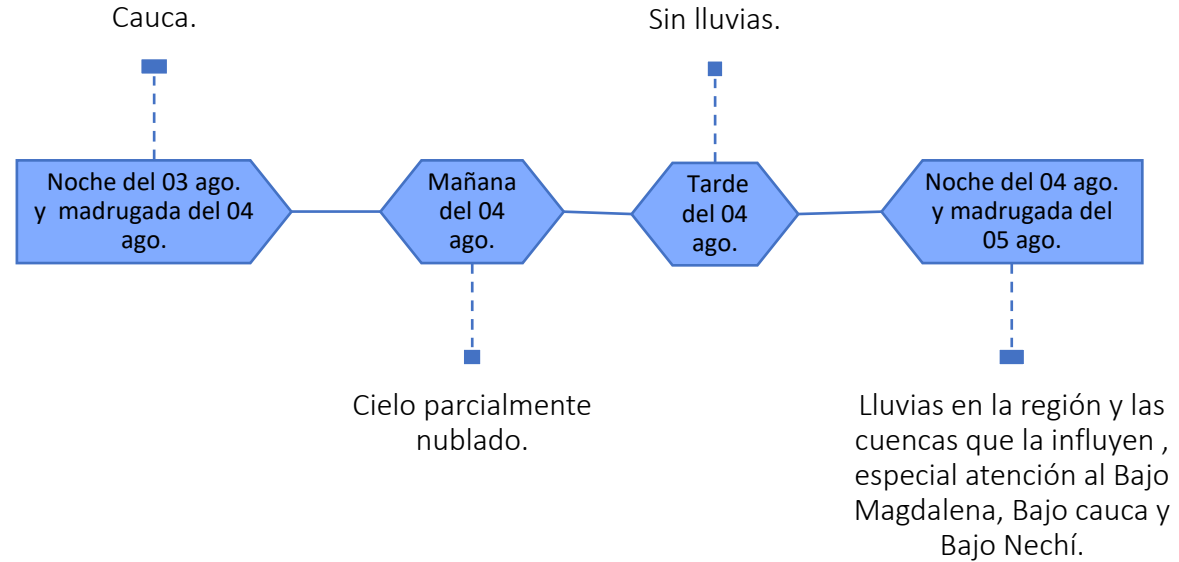 Cauca.
Sin lluvias.
Noche del 03 ago.
y madrugada del 04
ago.
Mañana
del 04
ago.
Tarde
del 04
ago.
Noche del 04 ago.
y madrugada del
05 ago.
Cielo parcialmente
nublado.
Lluvias en la región y las
cuencas que la influyen ,
especial atención al Bajo
Magdalena, Bajo cauca y
Bajo Nechí.